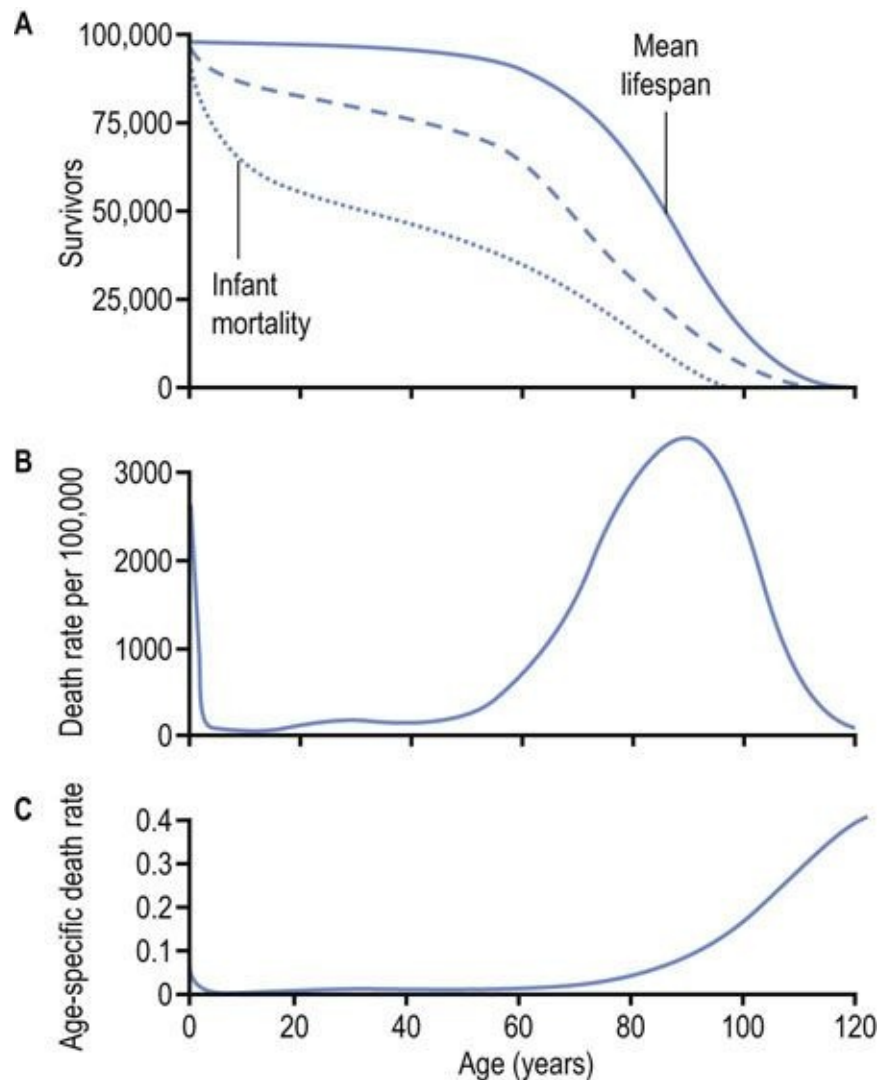 A
100,000
75,000
50,000
25,000
0
Survivors
Mean
lifespan
Infant
mortality
B
3000
2000
1000
0
Death rate per 100,000
C
0.4
0.3
0.2
0.1
0
Age-specific death rate
0 20 40 60 80 100 120
Age (years)